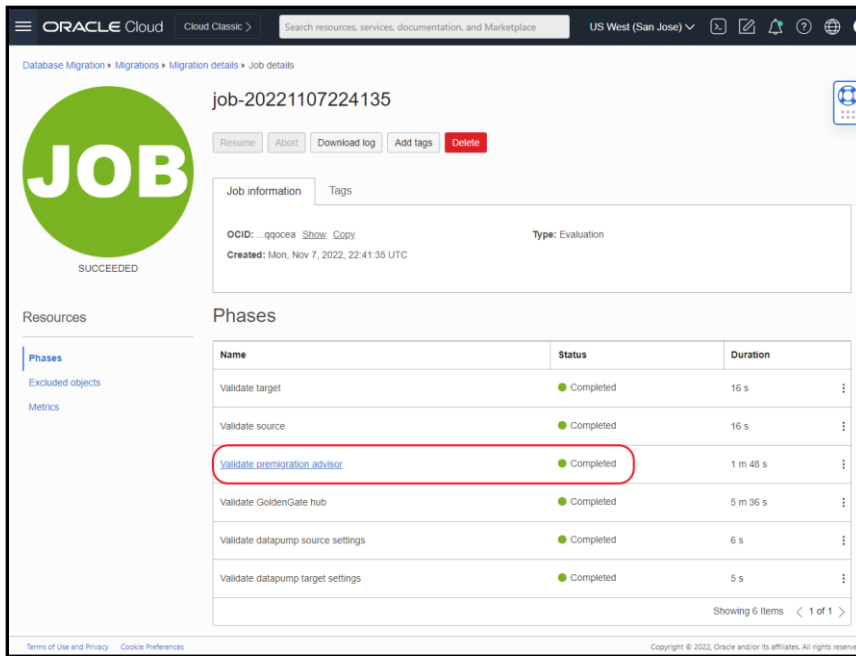 ORACLE Cloud
Cloud Classic >
Search resources, services, documentation, and Marketplace
US West (San Jose)
Database Migration » Migrations » Migration details » Job details
JOB
SUCCEEDED
job-20221107224135
Resume Abort Download log Add tags Delete
Job information Tags
OCID: ...qqocea Show Copy
Type: Evaluation
Created: Mon, Nov 7, 2022, 22:41:35 UTC
Resources
Phases
Excluded objects
Metrics
Phases
Name Status Duration
Validate target Completed 16 s
Validate source Completed 16 s
Validate premigration advisor Completed 1 m 48 s
Validate GoldenGate hub Completed 5 m 36 s
Validate datapump source settings Completed 6 s
Validate datapump target settings Completed 5 s
Showing 6 Items < 1 of 1 >
Terms of Use and Privacy Cookie Preferences
Copyright © 2022, Oracle and/or its affiliates. All rights reserve